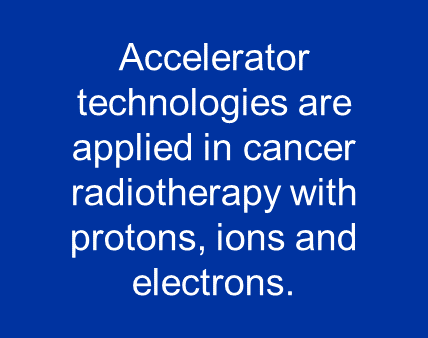 Accelerator
technologies are
applied in cancer
radiotherapy with
protons, ions and
electrons.